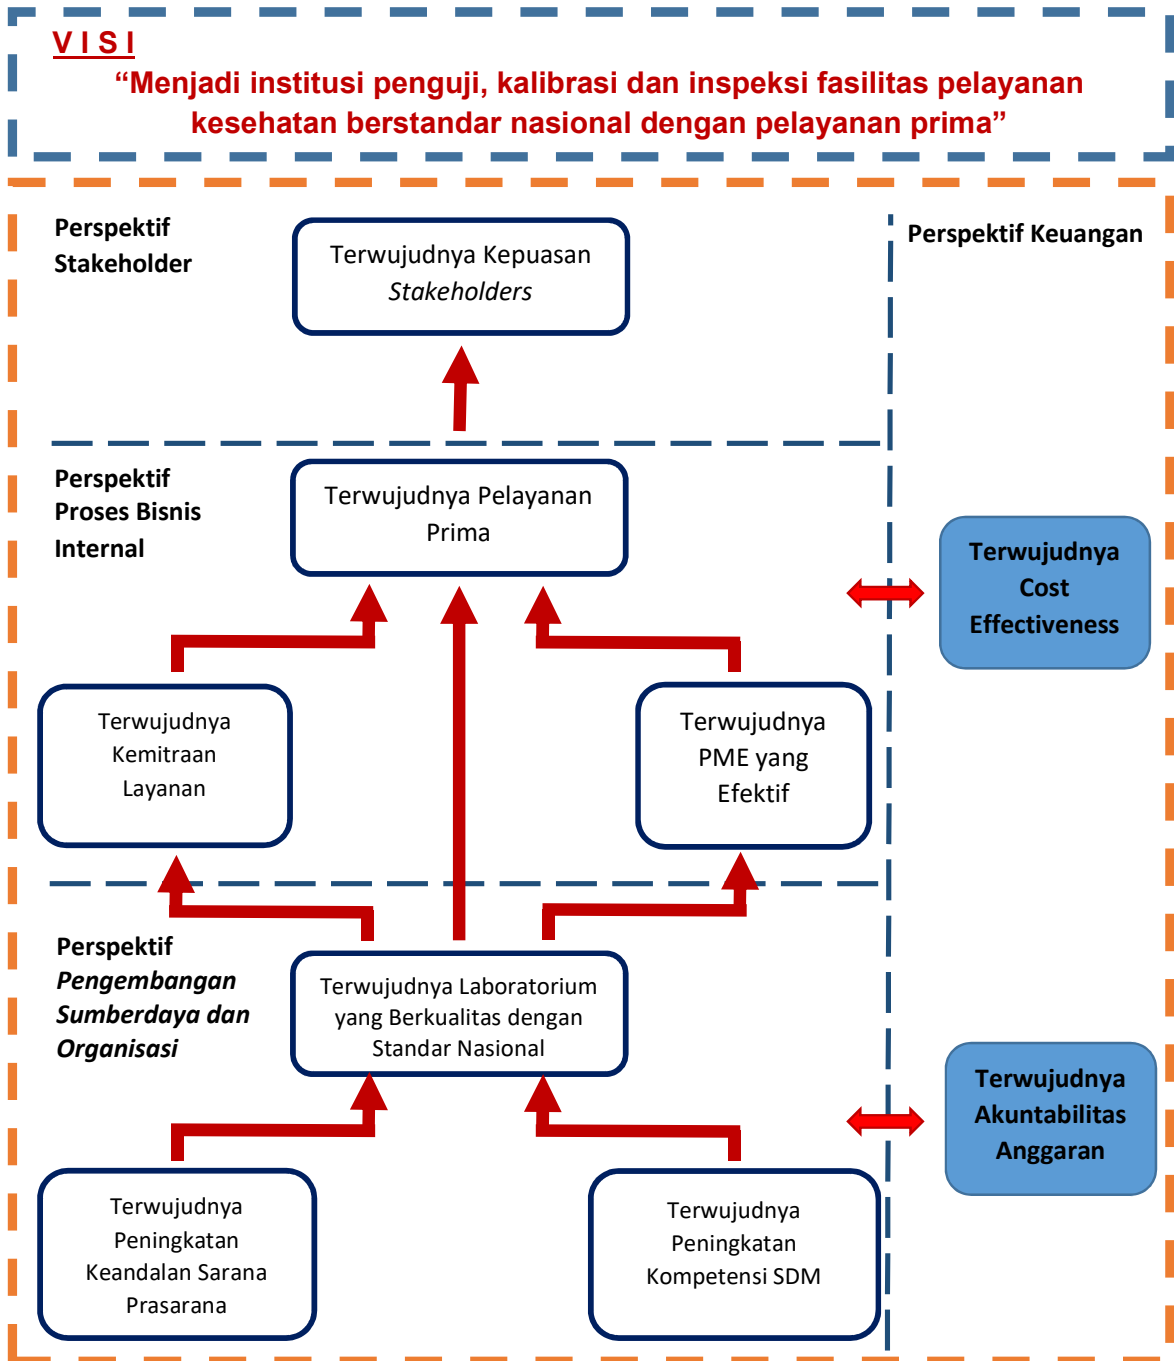 V I S I
“Menjadi institusi penguji, kalibrasi dan inspeksi fasilitas pelayanan
kesehatan berstandar nasional dengan pelayanan prima”
Perspektif
Stakeholder
Terwujudnya Kepuasan
Stakeholders
Perspektif Keuangan
Perspektif
Proses Bisnis
Internal
Terwujudnya Pelayanan
Prima
Terwujudnya
Cost
Effectiveness
Terwujudnya
Kemitraan
Layanan
Terwujudnya
PME yang
Efektif
Perspektif
Pengembangan
Sumberdaya dan
Organisasi
Terwujudnya Laboratorium
yang Berkualitas dengan
Standar Nasional
Terwujudnya
Akuntabilitas
Anggaran
Terwujudnya
Peningkatan
Keandalan Sarana
Prasarana
Terwujudnya
Peningkatan
Kompetensi SDM